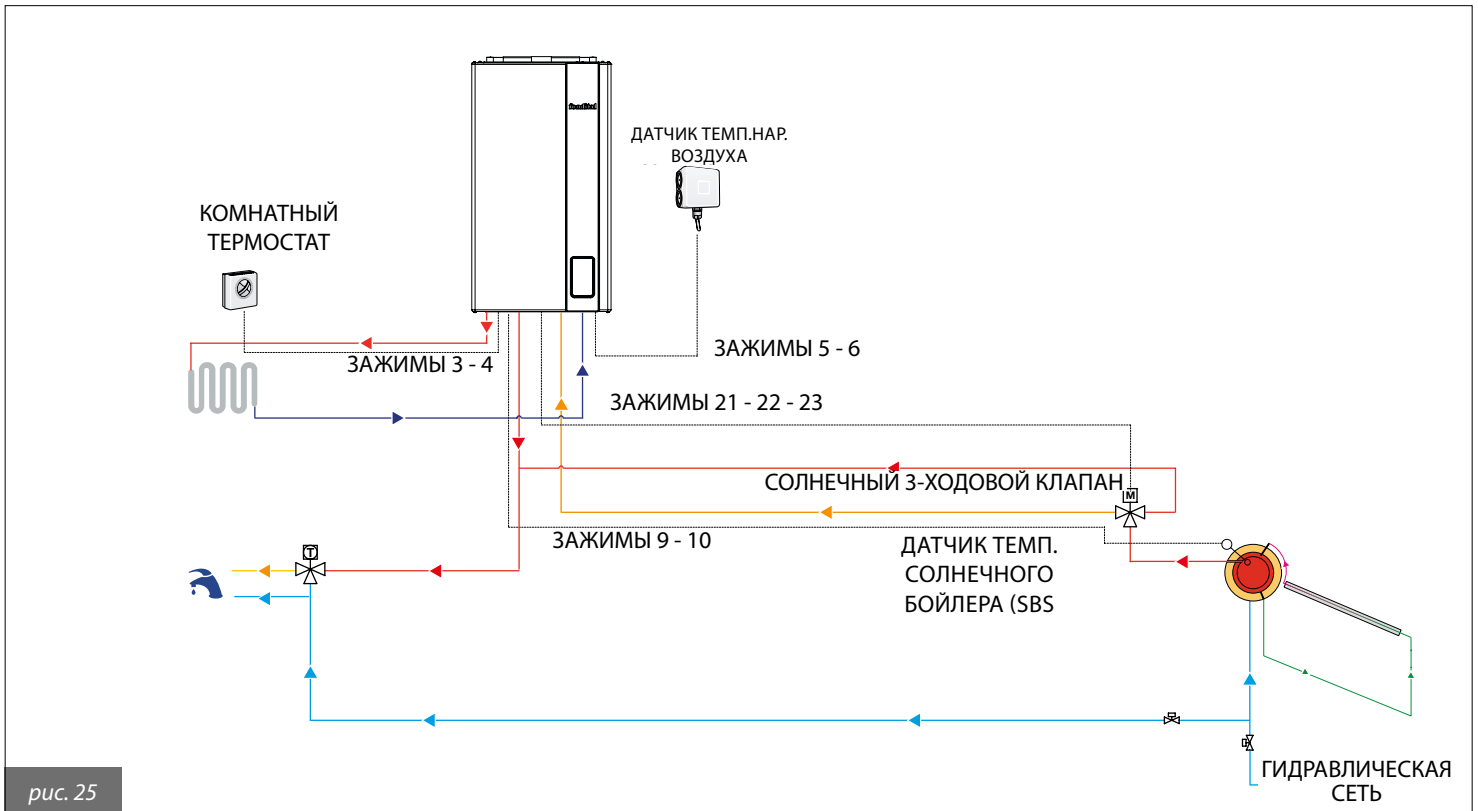 fondital
ДАТЧИК ТЕМП.НАР.
ВОЗДУХА
КОМНАТНЫЙ
ТЕРМОСТАТ
ЗАЖИМЫ 3 - 4
ЗАЖИМЫ 5 - 6
ЗАЖИМЫ 21 - 22 - 23
СОЛНЕЧНЫЙ 3-ХОДОВОЙ КЛАПАН
M
ЗАЖИМЫ 9 - 10
ДАТЧИК ТЕМП.
СОЛНЕЧНОГО
БОЙЛЕРА (SBS
T
ГИДРАВЛИЧЕСКАЯ
СЕТЬ
рис. 25